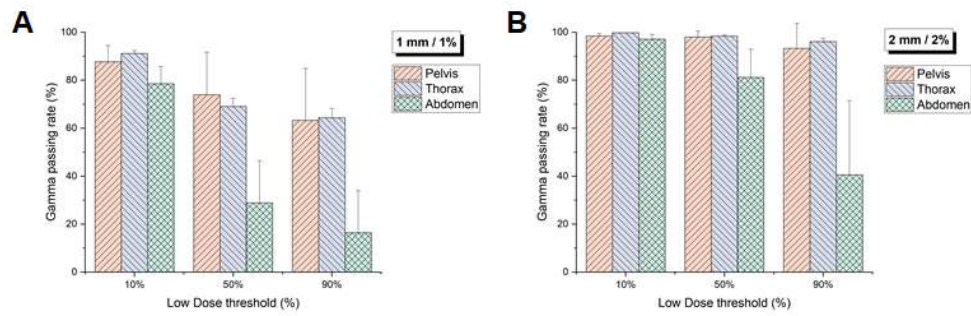 A
1 mm / 1%
Pelvis
Thorax
Abdomen
Gamma passing rate (%)
100
80
60
40
20
0
10%
50%
90%
Low Dose threshold (%)
B
2 mm / 2%
Pelvis
Thorax
Abdomen
Gamma passing rate (%)
100
80
60
40
20
0
10%
50%
90%
Low Dose threshold (%)